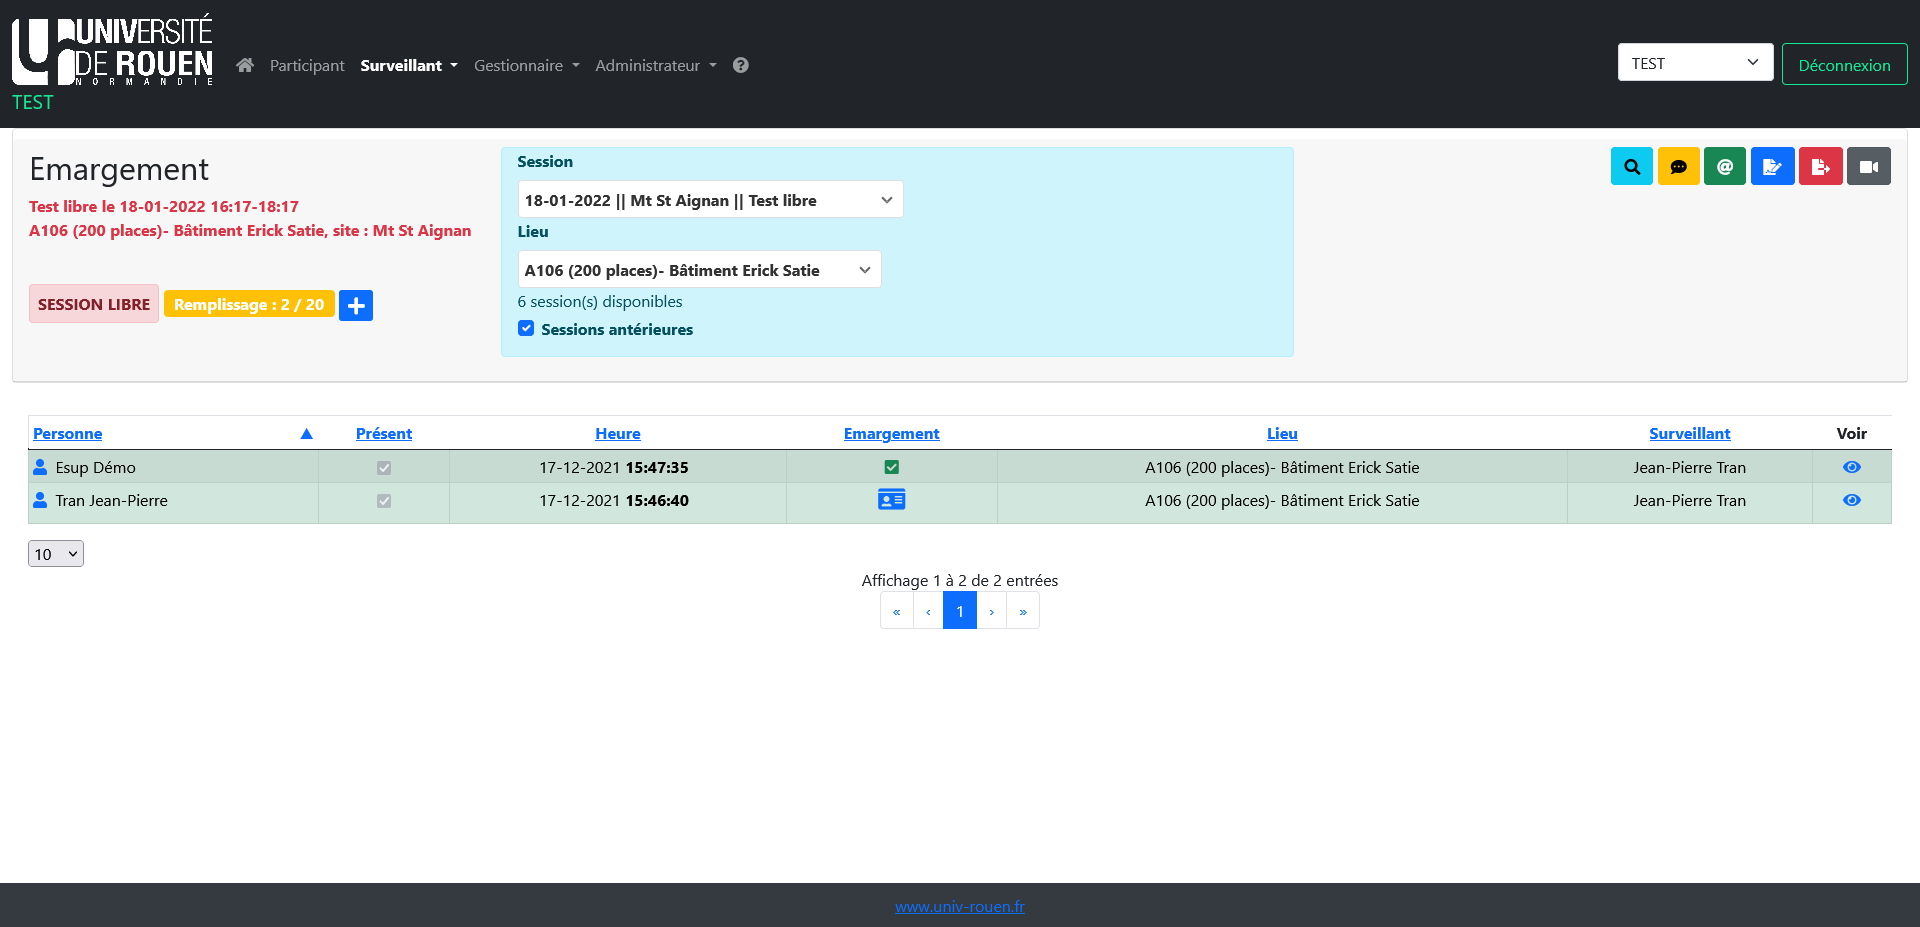 UNIVERSITÉ
DE ROUEN
NORMANDIE
TEST
Participant
Surveillant
Gestionnaire
Administrateur
TEST
Déconnexion
Emargement
Test libre le 18-01-2022 16:17-18:17
A106 (200 places)- Bâtiment Erick Satie, site : Mt St Aignan
SESSION LIBRE
Remplissage : 2 / 20
Session
18-01-2022 || Mt St Aignan || Test libre
Lieu
A106 (200 places)- Bâtiment Erick Satie
6 session(s) disponibles
Sessions antérieures
Personne ▲ Présent Heure Emargement Lieu Surveillant Voir
Esup Démo 17-12-2021 15:47:35 A106 (200 places)- Bâtiment Erick Satie Jean-Pierre Tran
Tran Jean-Pierre 17-12-2021 15:46:40 A106 (200 places)- Bâtiment Erick Satie Jean-Pierre Tran
10
Affichage 1 à 2 de 2 entrées
« ‹ 1 › »
www.univ-rouen.fr